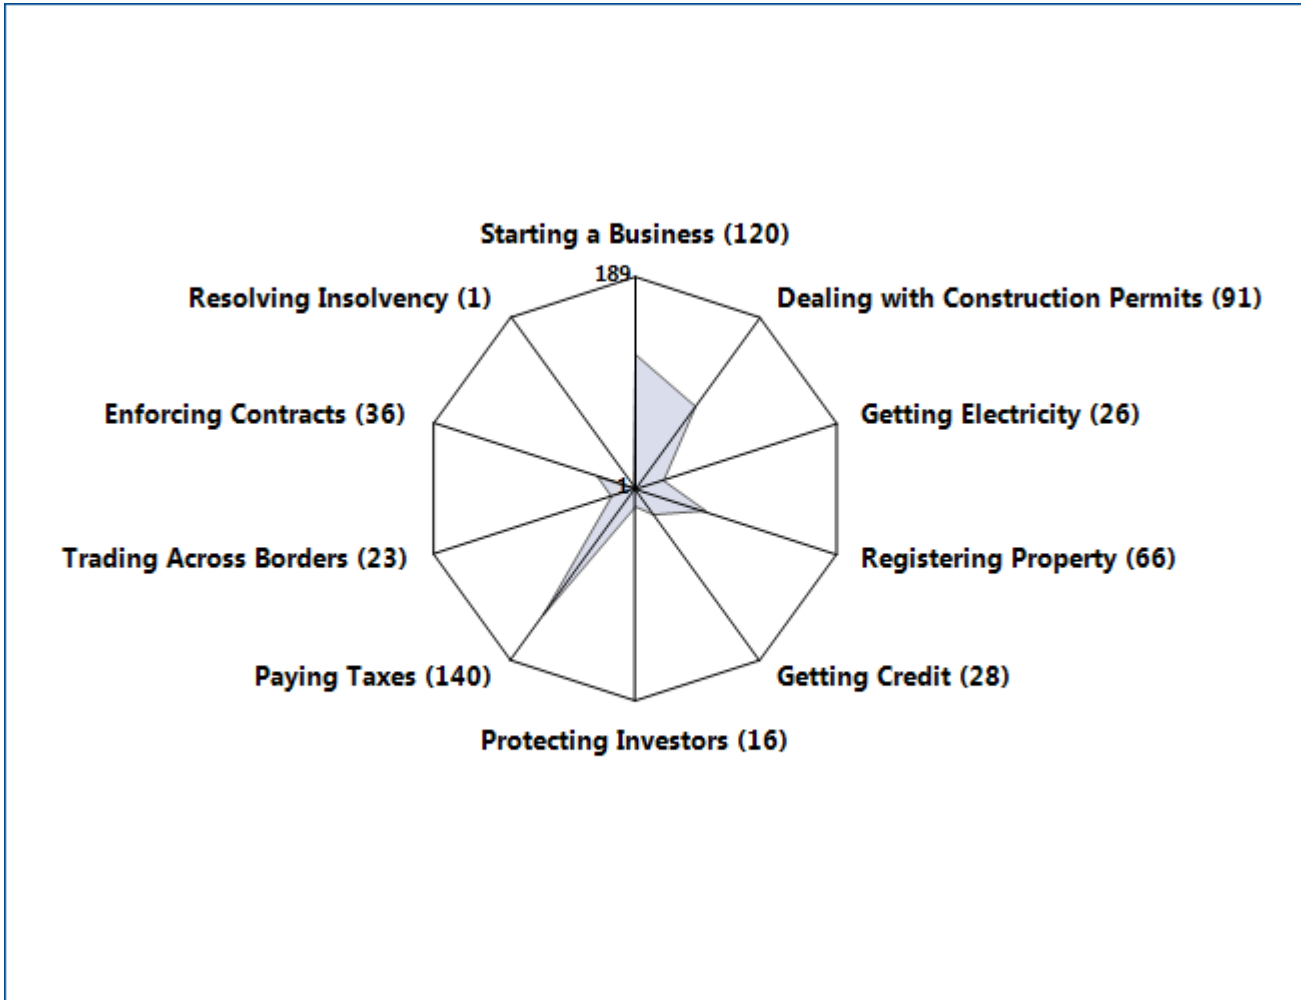 Starting a Business (120)
189
Resolving Insolvency (1)
Dealing with Construction Permits (91)
Enforcing Contracts (36)
Getting Electricity (26)
1
Trading Across Borders (23)
Registering Property (66)
Paying Taxes (140)
Getting Credit (28)
Protecting Investors (16)